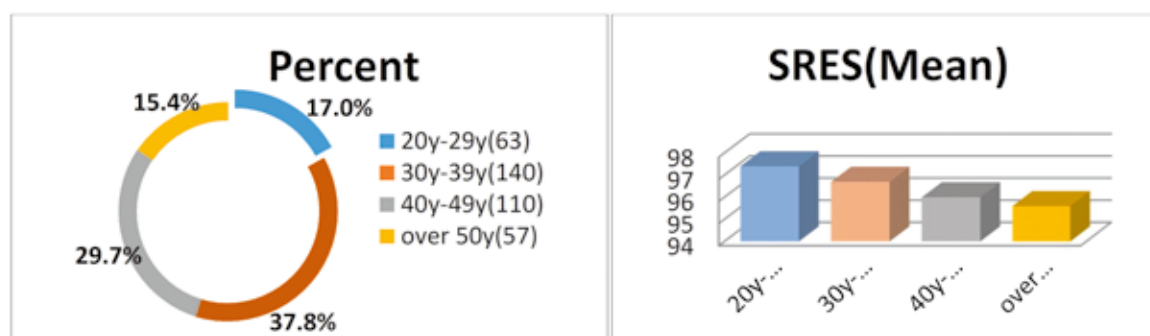 Percent
15.4%
17.0%
20y-29y(63)
30y-39y(140)
40y-49y(110)
over 50y(57)
29.7%
37.8%
SRES(Mean)
98
97
96
95
94
20y-...
30y-...
40y-...
over...